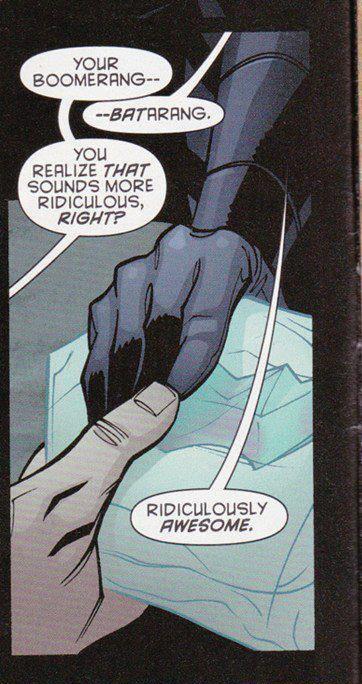 YOUR
BOOMERANG--
--BATARANG.
YOU
REALIZE THAT
SOUNDS MORE
RIDICULOUS,
RIGHT?
RIDICULOUSLY
AWESOME.